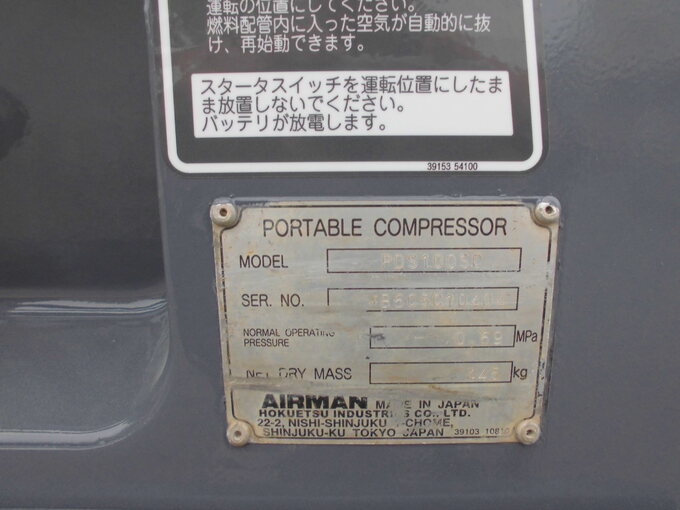 運転の位置にしてください。
燃料配管内に入った空気が自動的に抜
け、再始動できます。
スタータスイッチを運転位置にしたま
ま放置しないでください。
バッテリが放電します。
39153 54100
PORTABLE COMPRESSOR
MODEL
SER. NO.
NORMAL OPERATING
PRESSURE 0.69 MPa
NET DRY MASS kg
AIRMAN MADE IN JAPAN
HOKUETSU INDUSTRIES CO., LTD.
22-2, NISHI-SHINJUKU -CHOME,
SHINJUKU-KU TOKYO JAPAN 39103